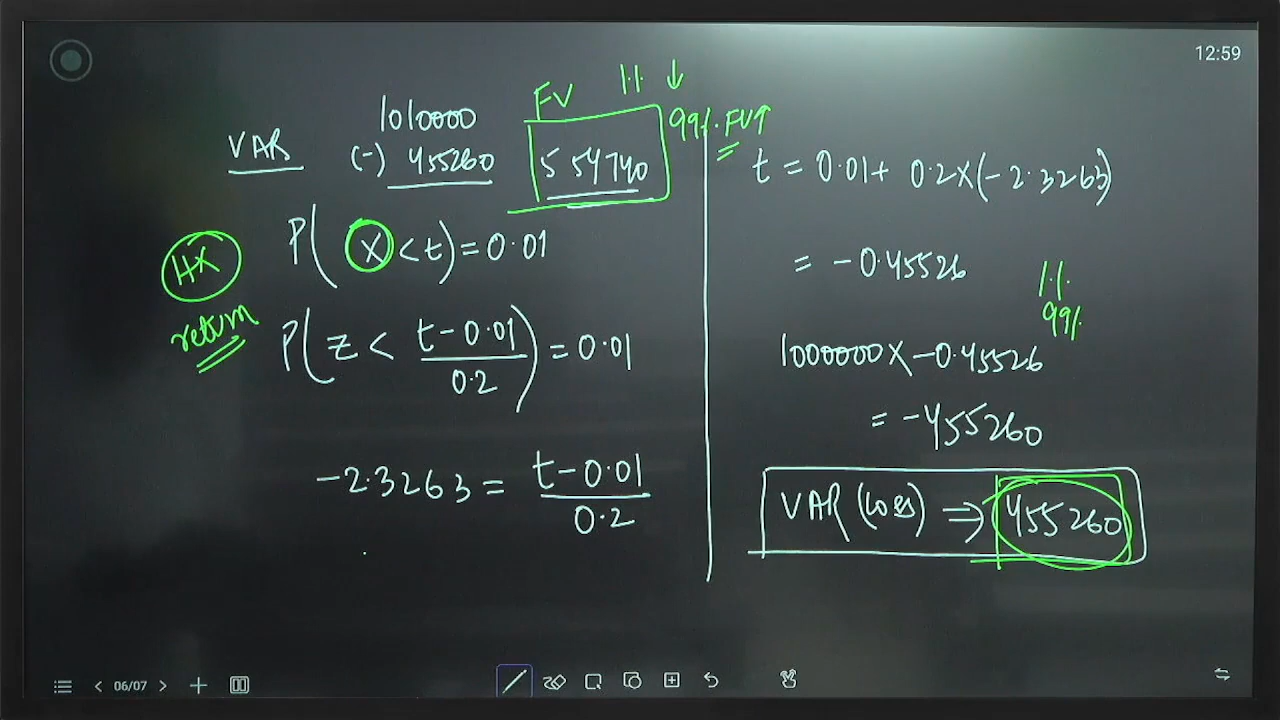 12:59
FV 1% ↓
1010000
VAR (-) 455260 554740 99% FV↑
P( X < t) = 0.01
1+X
return
P( Z < (t - 0.01)/0.2 ) = 0.01
-2.3263 = (t - 0.01)/0.2
t = 0.01 + 0.2 X (-2.3263)
= -0.45526
1%
99%
1000000 X -0.45526
= -455260
VAR (loss) ⇒ 455260
06/07